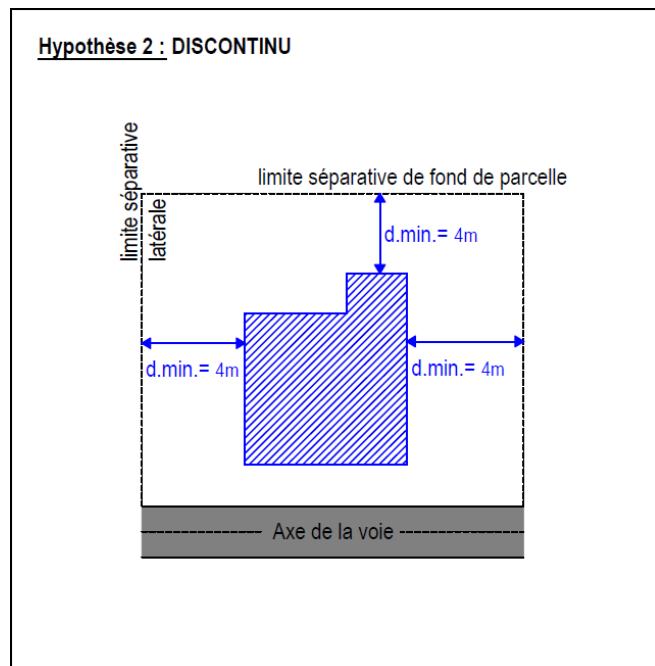 Hypothèse 2 : DISCONTINU
limite séparative
latérale
limite séparative de fond de parcelle
d.min.= 4m
d.min.= 4m
d.min.= 4m
Axe de la voie